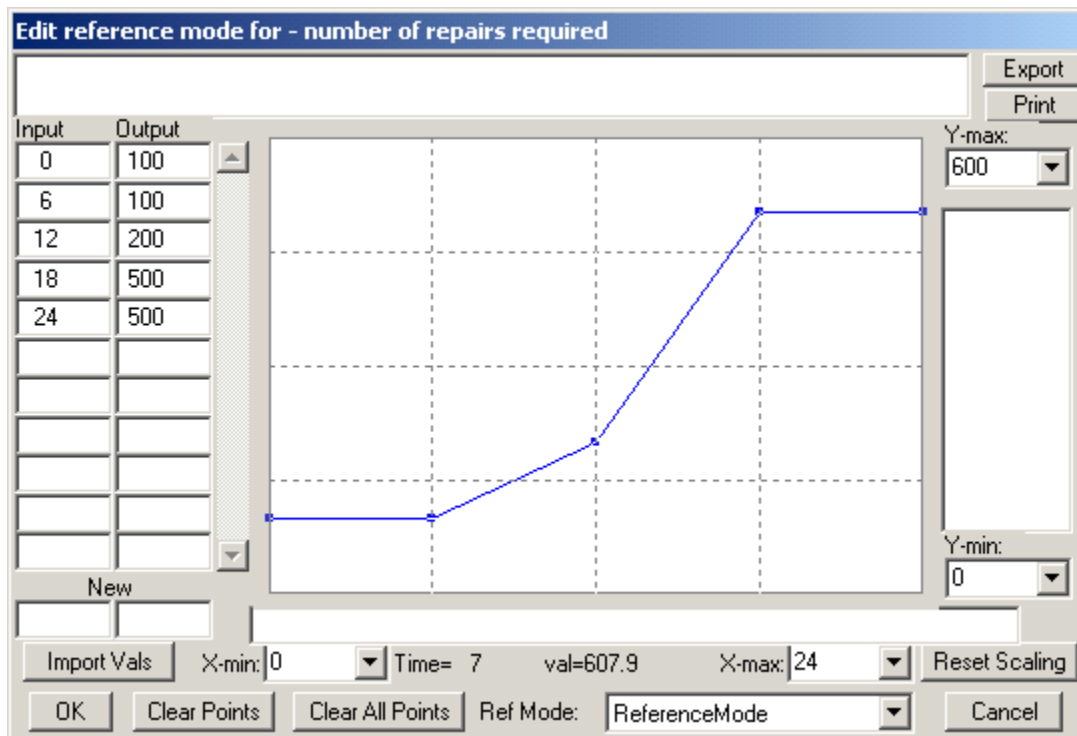 Edit reference mode for - number of repairs required
Export
Print
Input Output
Y-max:
0 100
600
6 100
12 200
18 500
24 500
Y-min:
0
New
Import Vals X-min: 0 Time= 7 val=607.9 X-max: 24 Reset Scaling
OK Clear Points Clear All Points Ref Mode: ReferenceMode Cancel